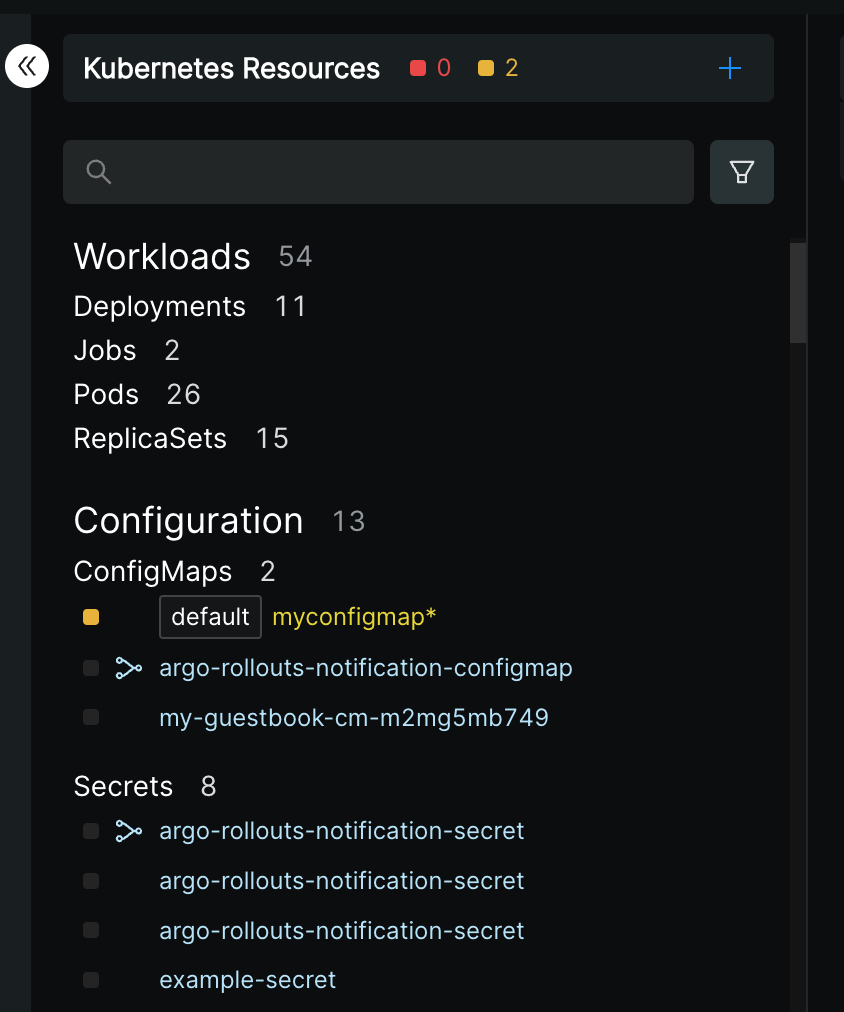 Kubernetes Resources 0 2
Workloads 54
Deployments 11
Jobs 2
Pods 26
ReplicaSets 15
Configuration 13
ConfigMaps 2
default myconfigmap*
argo-rollouts-notification-configmap
my-guestbook-cm-m2mg5mb749
Secrets 8
argo-rollouts-notification-secret
argo-rollouts-notification-secret
argo-rollouts-notification-secret
example-secret